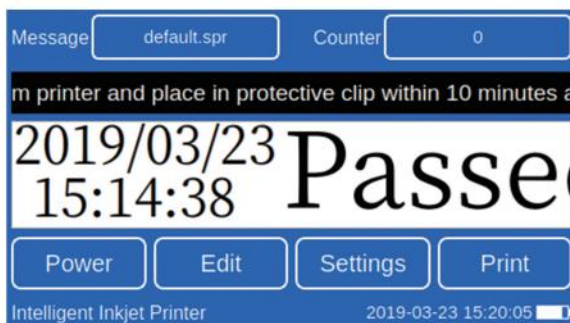 Message default.spr Counter 0
m printer and place in protective clip within 10 minutes a
2019/03/23
15:14:38
Passed
Power Edit Settings Print
Intelligent Inkjet Printer 2019-03-23 15:20:05